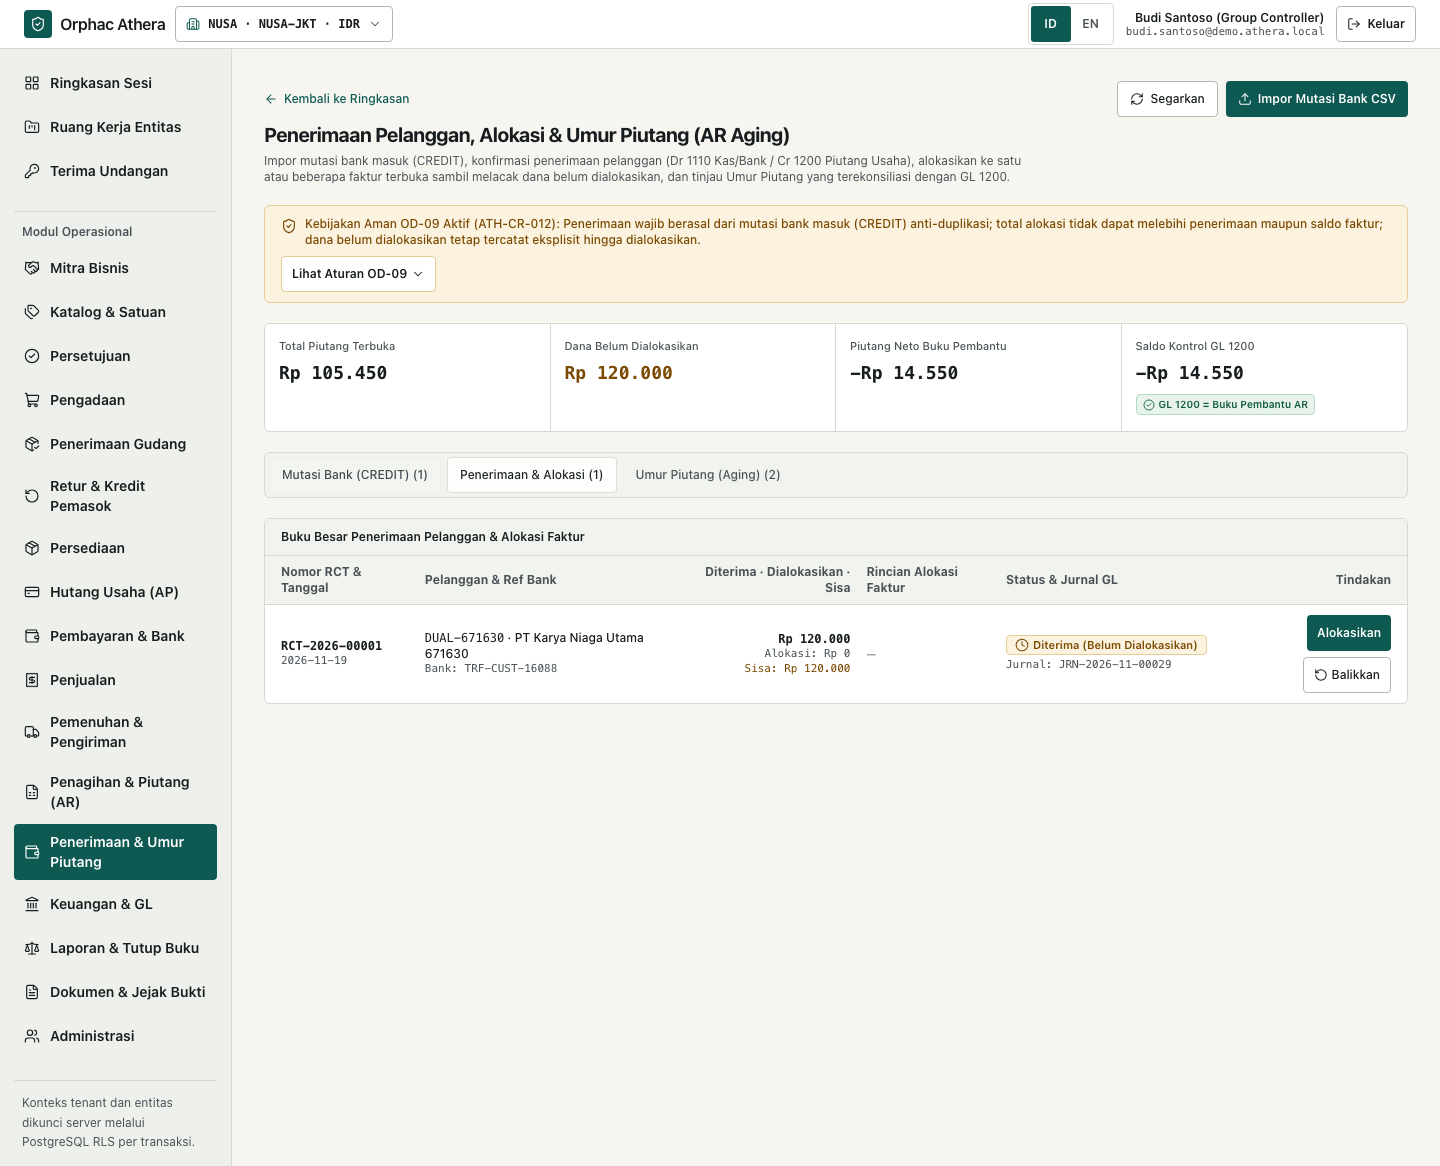 Orphac Athera
NUSA · NUSA-JKT · IDR
ID
EN
Budi Santoso (Group Controller)
budi.santoso@demo.athera.local
Keluar
Ringkasan Sesi
Ruang Kerja Entitas
Terima Undangan
Modul Operasional
Mitra Bisnis
Katalog & Satuan
Persetujuan
Pengadaan
Penerimaan Gudang
Retur & Kredit
Pemasok
Persediaan
Hutang Usaha (AP)
Pembayaran & Bank
Penjualan
Pemenuhan &
Pengiriman
Penagihan & Piutang
(AR)
Penerimaan & Umur
Piutang
Keuangan & GL
Laporan & Tutup Buku
Dokumen & Jejak Bukti
Administrasi
Konteks tenant dan entitas
dikunci server melalui
PostgreSQL RLS per transaksi.
Kembali ke Ringkasan
Segarkan
Impor Mutasi Bank CSV
Penerimaan Pelanggan, Alokasi & Umur Piutang (AR Aging)
Impor mutasi bank masuk (CREDIT), konfirmasi penerimaan pelanggan (Dr 1110 Kas/Bank / Cr 1200 Piutang Usaha), alokasikan ke satu
atau beberapa faktur terbuka sambil melacak dana belum dialokasikan, dan tinjau Umur Piutang yang terekonsiliasi dengan GL 1200.
Kebijakan Aman OD-09 Aktif (ATH-CR-012): Penerimaan wajib berasal dari mutasi bank masuk (CREDIT) anti-duplikasi; total alokasi tidak dapat melebihi penerimaan maupun saldo faktur;
dana belum dialokasikan tetap tercatat eksplisit hingga dialokasikan.
Lihat Aturan OD-09
Total Piutang Terbuka
Rp 105.450
Dana Belum Dialokasikan
Rp 120.000
Piutang Neto Buku Pembantu
-Rp 14.550
Saldo Kontrol GL 1200
-Rp 14.550
GL 1200 = Buku Pembantu AR
Mutasi Bank (CREDIT) (1)
Penerimaan & Alokasi (1)
Umur Piutang (Aging) (2)
Buku Besar Penerimaan Pelanggan & Alokasi Faktur
Nomor RCT &
Tanggal
Pelanggan & Ref Bank
Diterima · Dialokasikan ·
Sisa
Rincian Alokasi
Faktur
Status & Jurnal GL
Tindakan
RCT-2026-00001
2026-11-19
DUAL-671630 · PT Karya Niaga Utama
671630
Bank: TRF-CUST-16088
Rp 120.000
Alokasi: Rp 0
Sisa: Rp 120.000
—
Diterima (Belum Dialokasikan)
Jurnal: JRN-2026-11-00029
Alokasikan
Balikkan